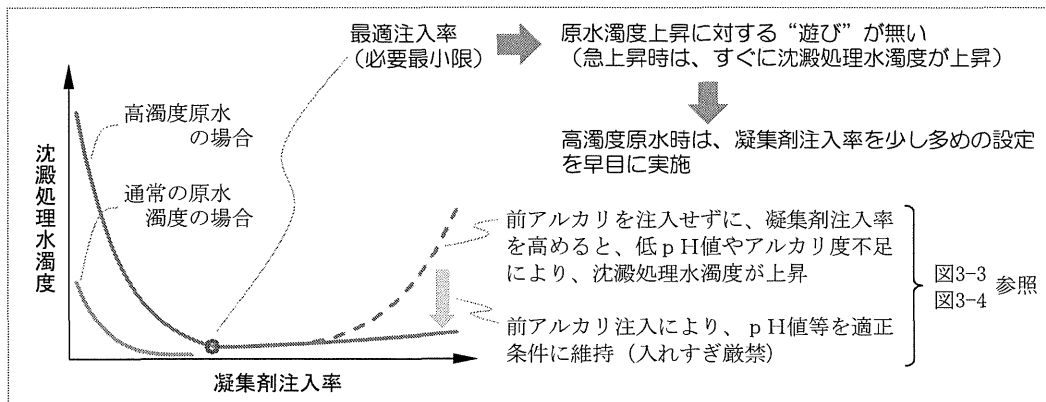 最適注入率
（必要最小限）
原水濁度上昇に対する“遊び”が無い
（急上昇時は、すぐに沈澱処理水濁度が上昇）
高濁度原水時は、凝集剤注入率を少し多めの設定
を早目に実施
高濁度原水
の場合
通常の原水
濁度の場合
沈澱処理水濁度
前アルカリを注入せずに、凝集剤注入率
を高めると、低ｐＨ値やアルカリ度不足
により、沈澱処理水濁度が上昇
前アルカリ注入により、ｐＨ値等を適正
条件に維持（入れすぎ厳禁）
図3-3
図3-4
参照
凝集剤注入率